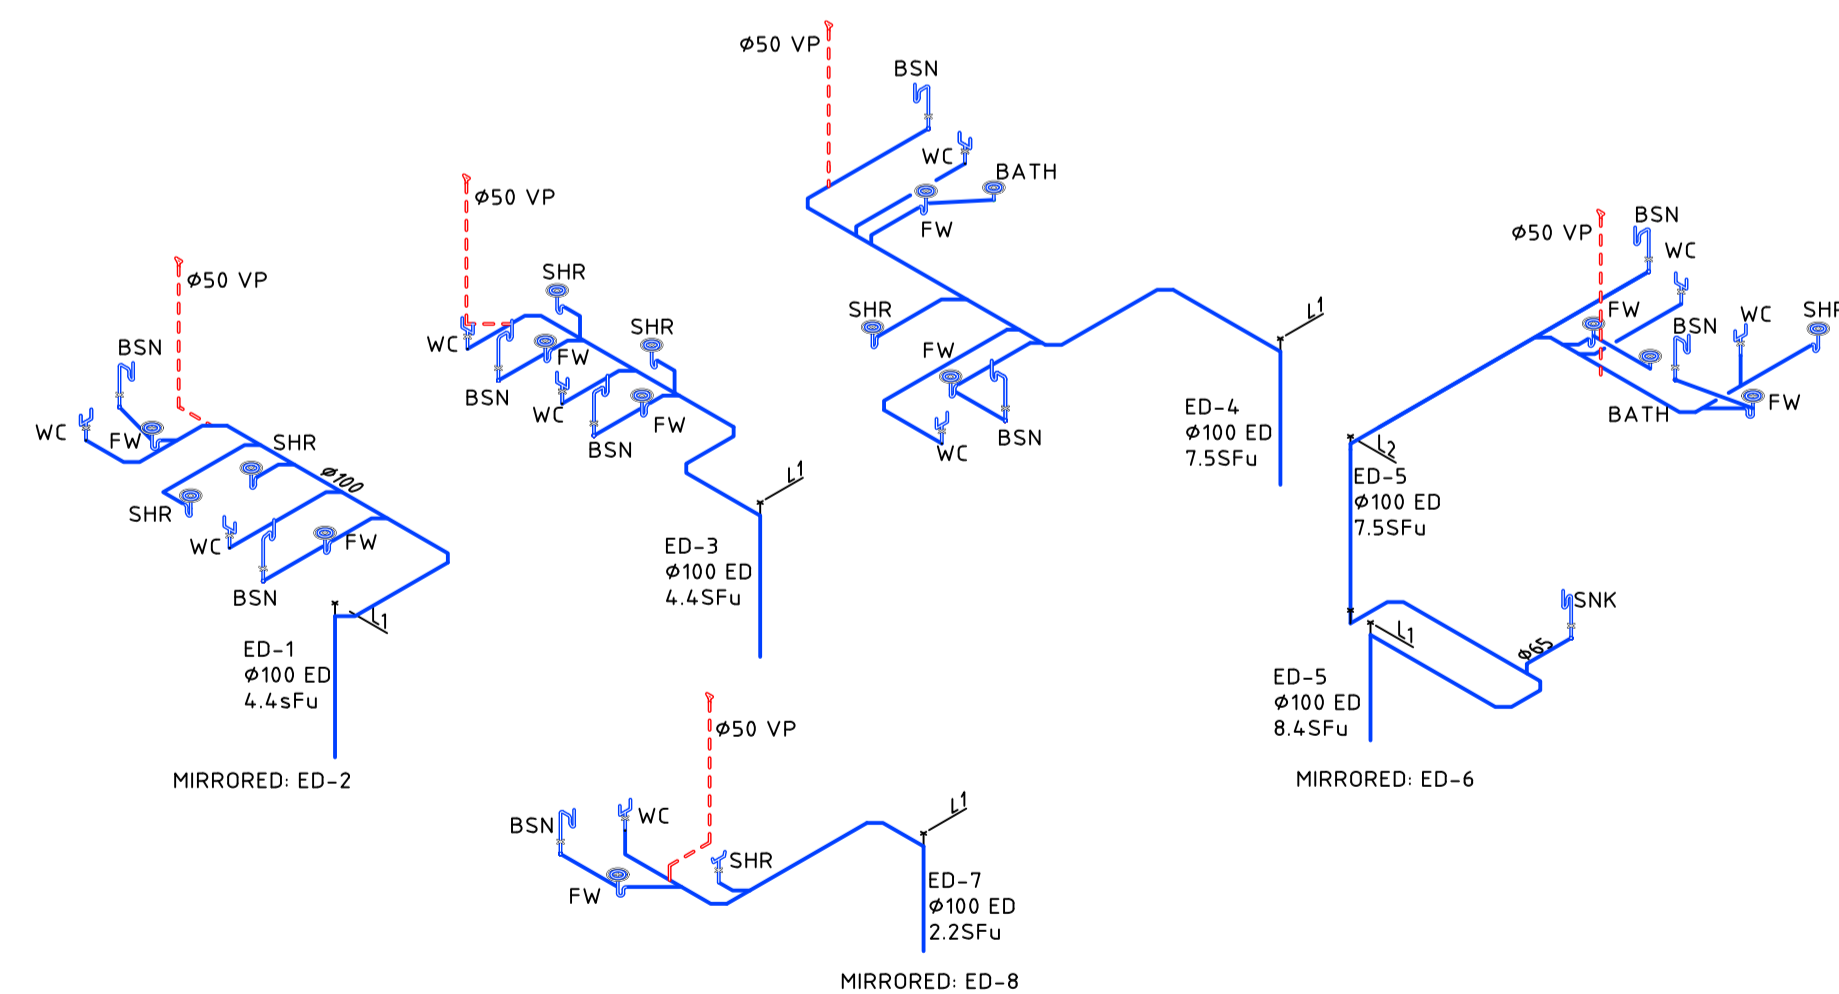 Ø50 VP
BSN
WC
FW
SHR
SHR
Ø100
WC
FW
BSN
L1
ED-1
Ø100 ED
4.4sFu
MIRRORED: ED-2
Ø50 VP
SHR
WC
FW
BSN
SHR
WC
FW
BSN
L1
ED-3
Ø100 ED
4.4SFu
Ø50 VP
BSN
WC
BATH
FW
SHR
FW
WC
BSN
L1
ED-4
Ø100 ED
7.5SFu
Ø50 VP
BSN
WC
FW
BSN
WC
SHR
BATH
FW
L2
ED-5
Ø100 ED
7.5SFu
SNK
Ø65
L1
ED-5
Ø100 ED
8.4SFu
MIRRORED: ED-6
Ø50 VP
BSN
WC
SHR
FW
L1
ED-7
Ø100 ED
2.2SFu
MIRRORED: ED-8